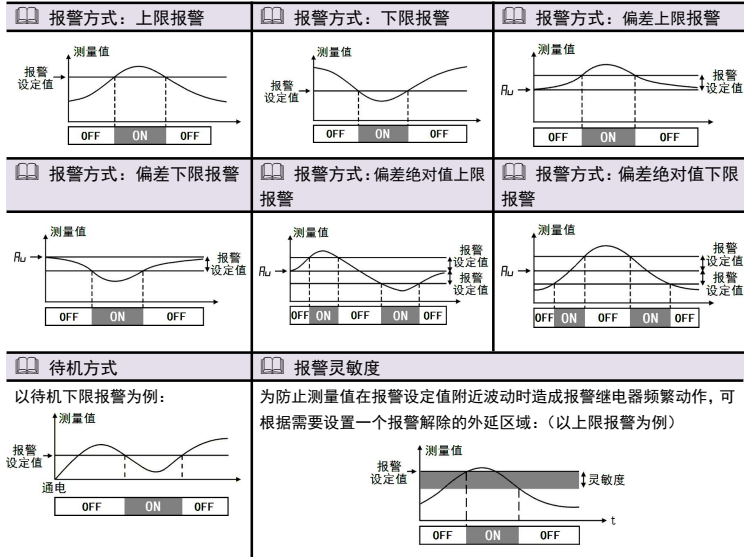 报警方式：上限报警
报警方式：下限报警
报警方式：偏差上限报警
测量值
报警
设定值
OFF ON OFF
测量值
报警
设定值
OFF ON OFF
测量值
Au
报警
设定值
OFF ON OFF
报警方式：偏差下限报警
报警方式：偏差绝对值上限
报警
报警方式：偏差绝对值下限
报警
测量值
Au
报警
设定值
OFF ON OFF
测量值
Au
报警
设定值
报警
设定值
OFF ON OFF ON OFF
测量值
Au
报警
设定值
报警
设定值
OFF ON OFF ON OFF
待机方式
报警灵敏度
以待机下限报警为例：
测量值
报警
设定值
通电
OFF ON OFF
为防止测量值在报警设定值附近波动时造成报警继电器频繁动作，可
根据需要设置一个报警解除的外延区域：（以上限报警为例）
测量值
报警
设定值
灵敏度
t
OFF ON OFF